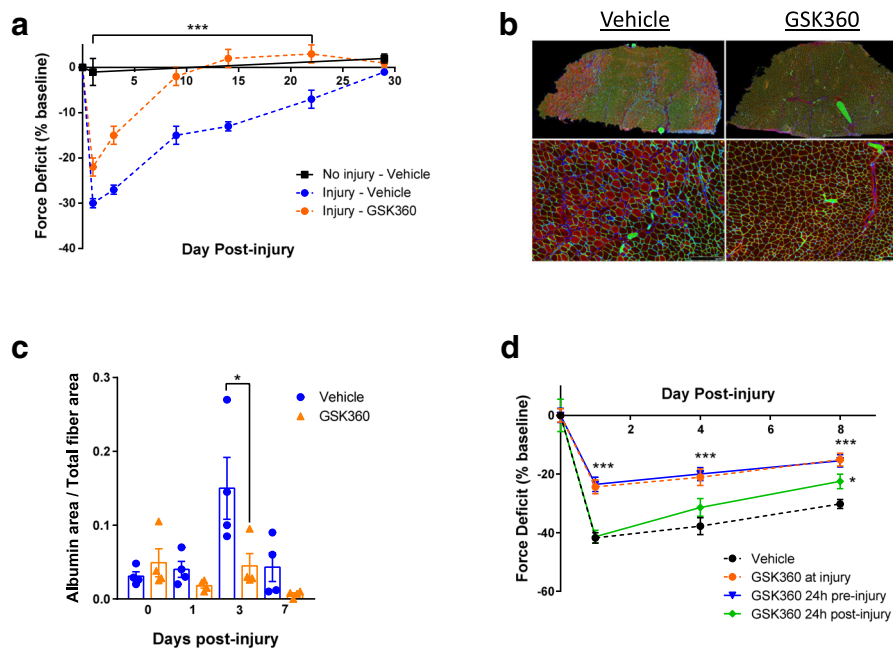 a
***
Force Deficit (% baseline)
0
-10
-20
-30
-40
5
10
15
20
25
30
No injury - Vehicle
Injury - Vehicle
Injury - GSK360
Day Post-injury
b
Vehicle
GSK360
c
Albumin area / Total fiber area
0.3
0.2
0.1
0.0
*
Vehicle
GSK360
0
1
3
7
Days post-injury
d
Day Post-injury
Force Deficit (% baseline)
0
-20
-40
-60
2
4
6
8
***
***
***
*
Vehicle
GSK360 at injury
GSK360 24h pre-injury
GSK360 24h post-injury